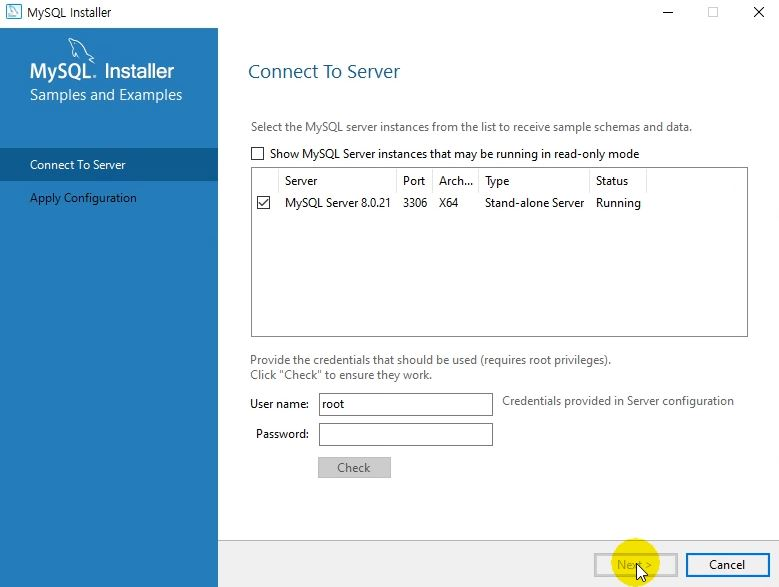 MySQL Installer
MySQL® Installer
Samples and Examples
Connect To Server
Apply Configuration
Connect To Server
Select the MySQL server instances from the list to receive sample schemas and data.
Show MySQL Server instances that may be running in read-only mode
Server Port Arch... Type Status
MySQL Server 8.0.21 3306 X64 Stand-alone Server Running
Provide the credentials that should be used (requires root privileges).
Click "Check" to ensure they work.
User name: root Credentials provided in Server configuration
Password:
Check
Next > Cancel